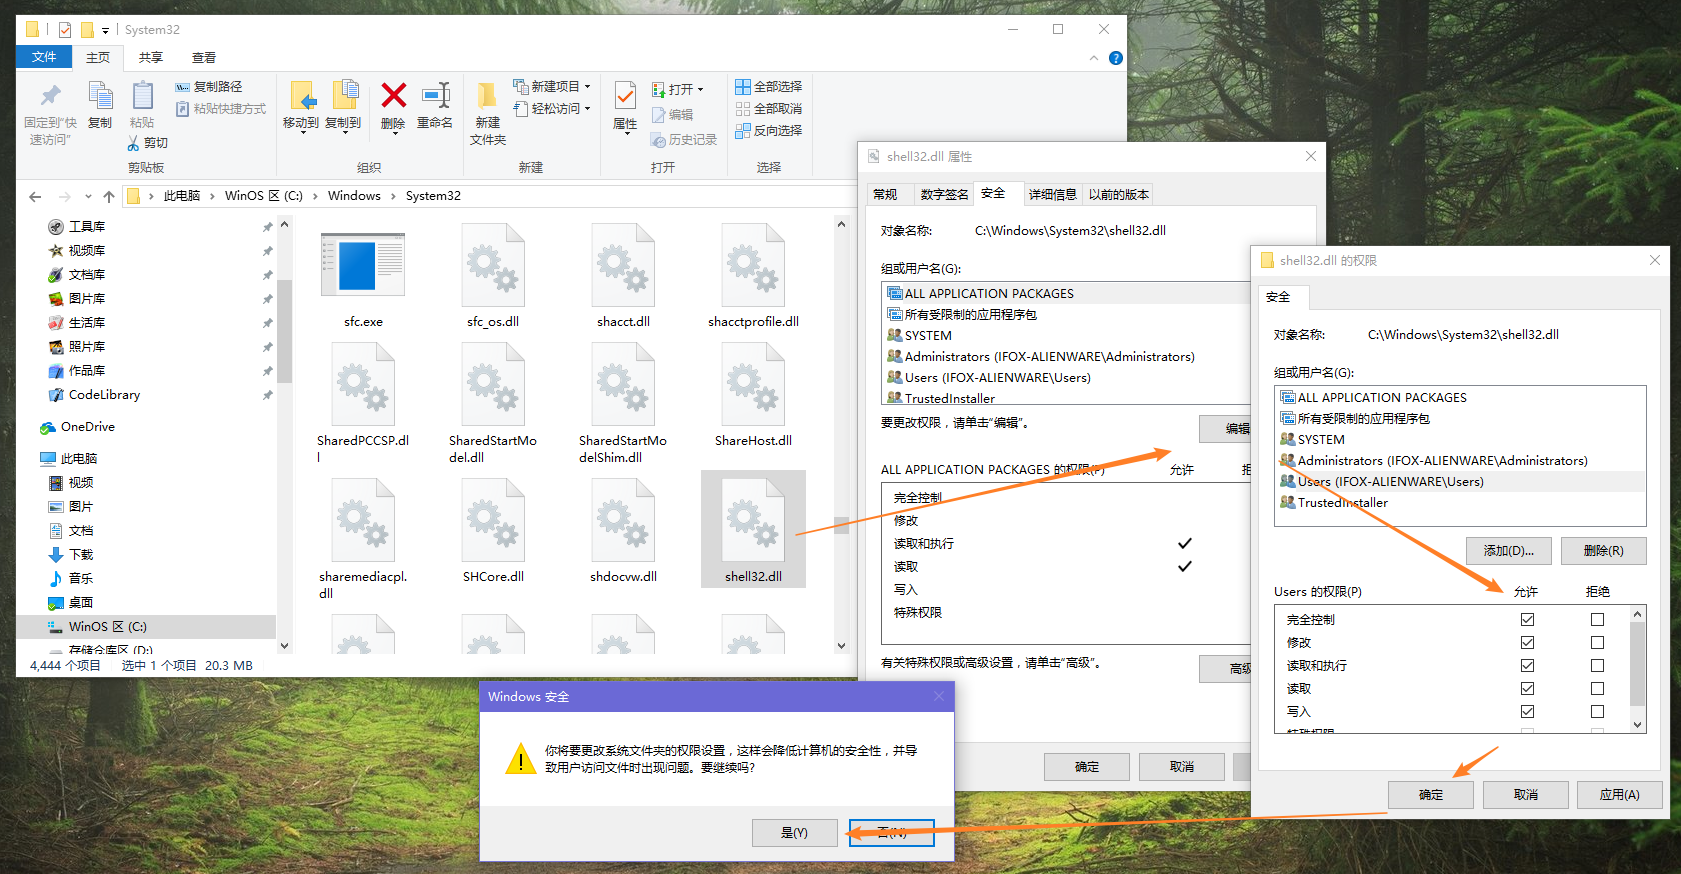 System32
文件
主页
共享
查看
固定到“快
速访问”
复制
粘贴
复制路径
粘贴快捷方式
剪切
剪贴板
移动到
复制到
删除
重命名
组织
新建
文件夹
新建项目
轻松访问
新建
属性
打开
编辑
历史记录
打开
全部选择
全部取消
反向选择
选择
此电脑
WinOS 区 (C:)
Windows
System32
工具库
视频库
文档库
图片库
生活库
照片库
作品库
CodeLibrary
OneDrive
此电脑
视频
图片
文档
下载
音乐
桌面
WinOS 区 (C:)
存储仓库区 (D:)
sfc.exe
sfc_os.dll
shacct.dll
shacctprofile.dll
SharedPCCSP.dl
l
SharedStartMo
del.dll
SharedStartMo
delShim.dll
ShareHost.dll
sharemediacpl.
dll
SHCore.dll
shdocvw.dll
shell32.dll
4,444 个项目
选中 1 个项目 20.3 MB
shell32.dll 属性
常规
数字签名
安全
详细信息
以前的版本
对象名称:
C:\Windows\System32\shell32.dll
组或用户名(G):
ALL APPLICATION PACKAGES
所有受限制的应用程序包
SYSTEM
Administrators (IFOX-ALIENWARE\Administrators)
Users (IFOX-ALIENWARE\Users)
TrustedInstaller
要更改权限，请单击“编辑”。
编辑
ALL APPLICATION PACKAGES 的权限(P)
允许
拒
完全控制
修改
读取和执行
读取
写入
特殊权限
有关特殊权限或高级设置，请单击“高级”。
高级
确定
取消
shell32.dll 的权限
安全
对象名称:
C:\Windows\System32\shell32.dll
组或用户名(G):
ALL APPLICATION PACKAGES
所有受限制的应用程序包
SYSTEM
Administrators (IFOX-ALIENWARE\Administrators)
Users (IFOX-ALIENWARE\Users)
TrustedInstaller
添加(D)...
删除(R)
Users 的权限(P)
允许
拒绝
完全控制
修改
读取和执行
读取
写入
特殊权限
确定
取消
应用(A)
Windows 安全
你将要更改系统文件夹的权限设置，这样会降低计算机的安全性，并导
致用户访问文件时出现问题。要继续吗?
是(Y)
否(N)